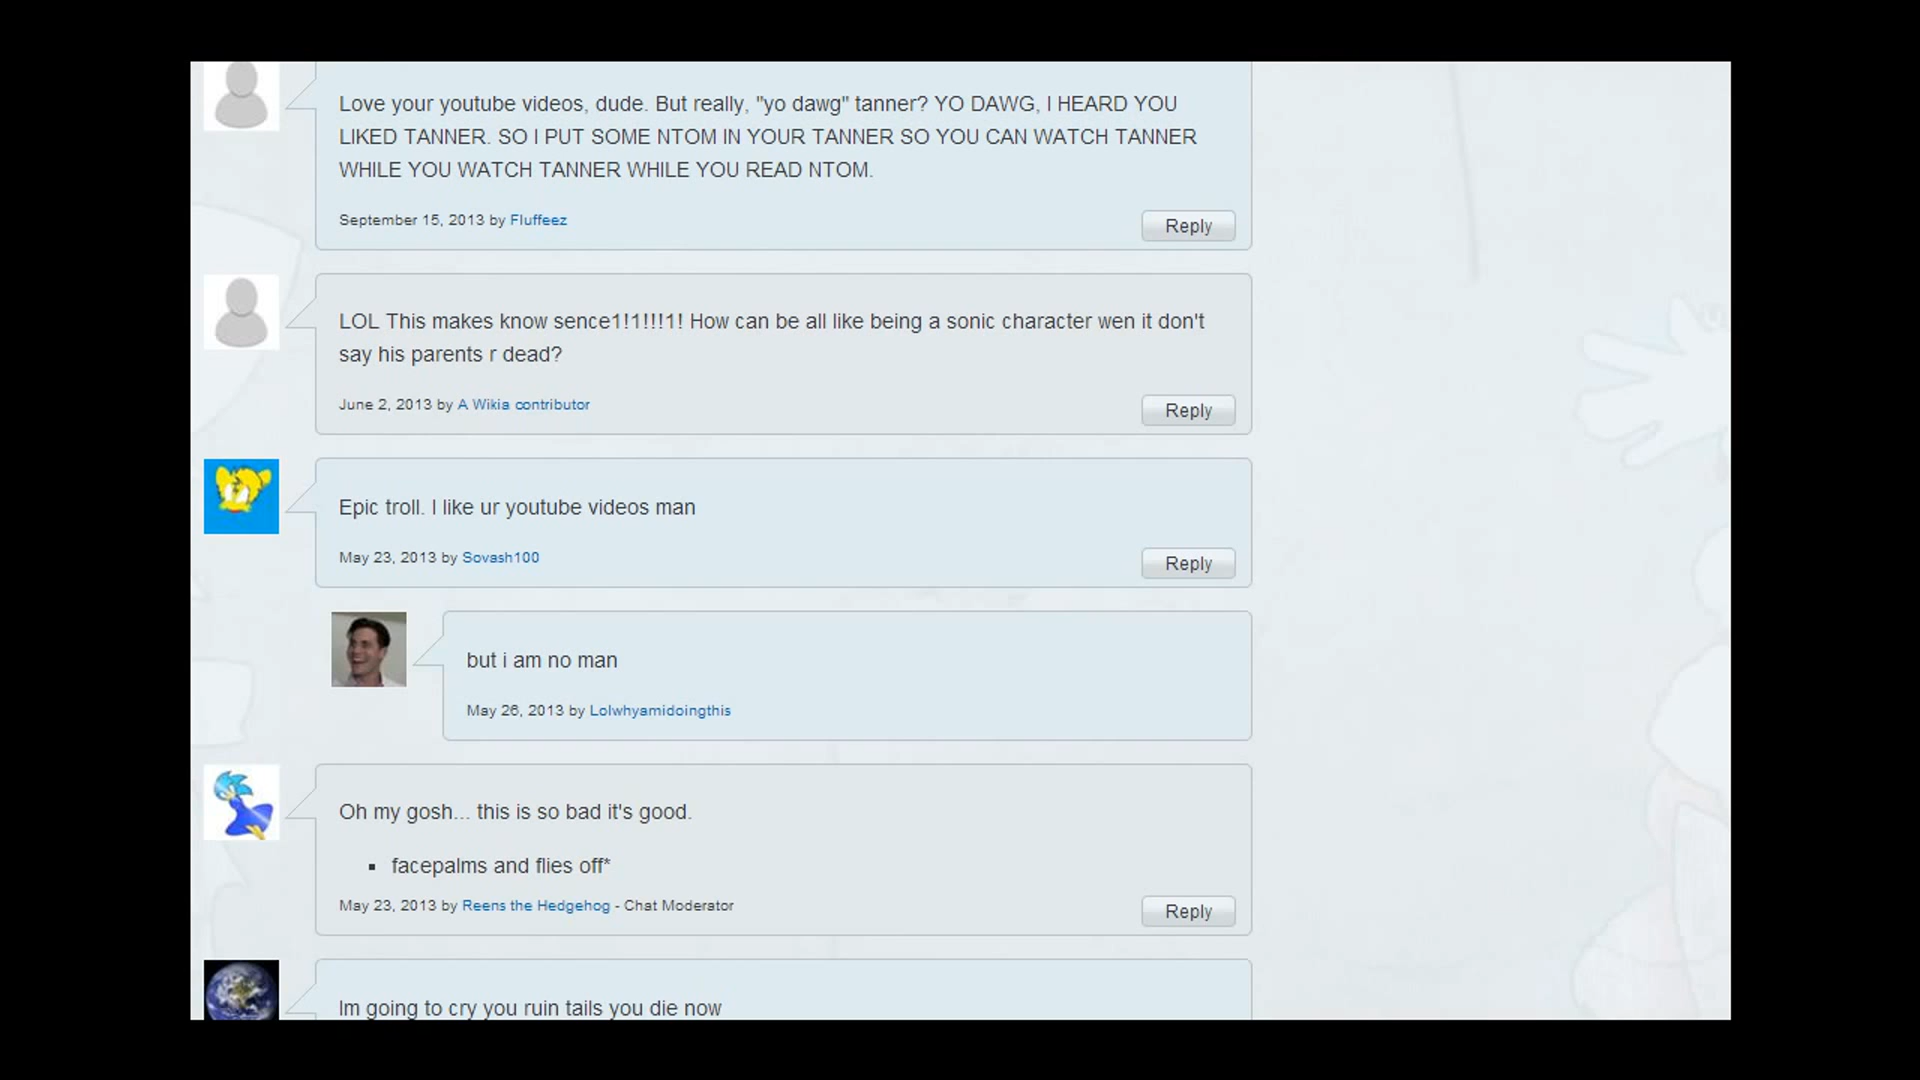 Love your youtube videos, dude. But really, "yo dawg" tanner? YO DAWG, I HEARD YOU
LIKED TANNER. SO I PUT SOME NTOM IN YOUR TANNER SO YOU CAN WATCH TANNER
WHILE YOU WATCH TANNER WHILE YOU READ NTOM.
September 15, 2013 by Fluffeez
Reply
LOL This makes know sence1!1!!!1! How can be all like being a sonic character wen it don't
say his parents r dead?
June 2, 2013 by A Wikia contributor
Reply
Epic troll. I like ur youtube videos man
May 23, 2013 by Sovash100
Reply
but i am no man
May 26, 2013 by Lolwhyamidoingthis
Oh my gosh... this is so bad it's good.
▪ facepalms and flies off*
May 23, 2013 by Reens the Hedgehog - Chat Moderator
Reply
Im going to cry you ruin tails you die now